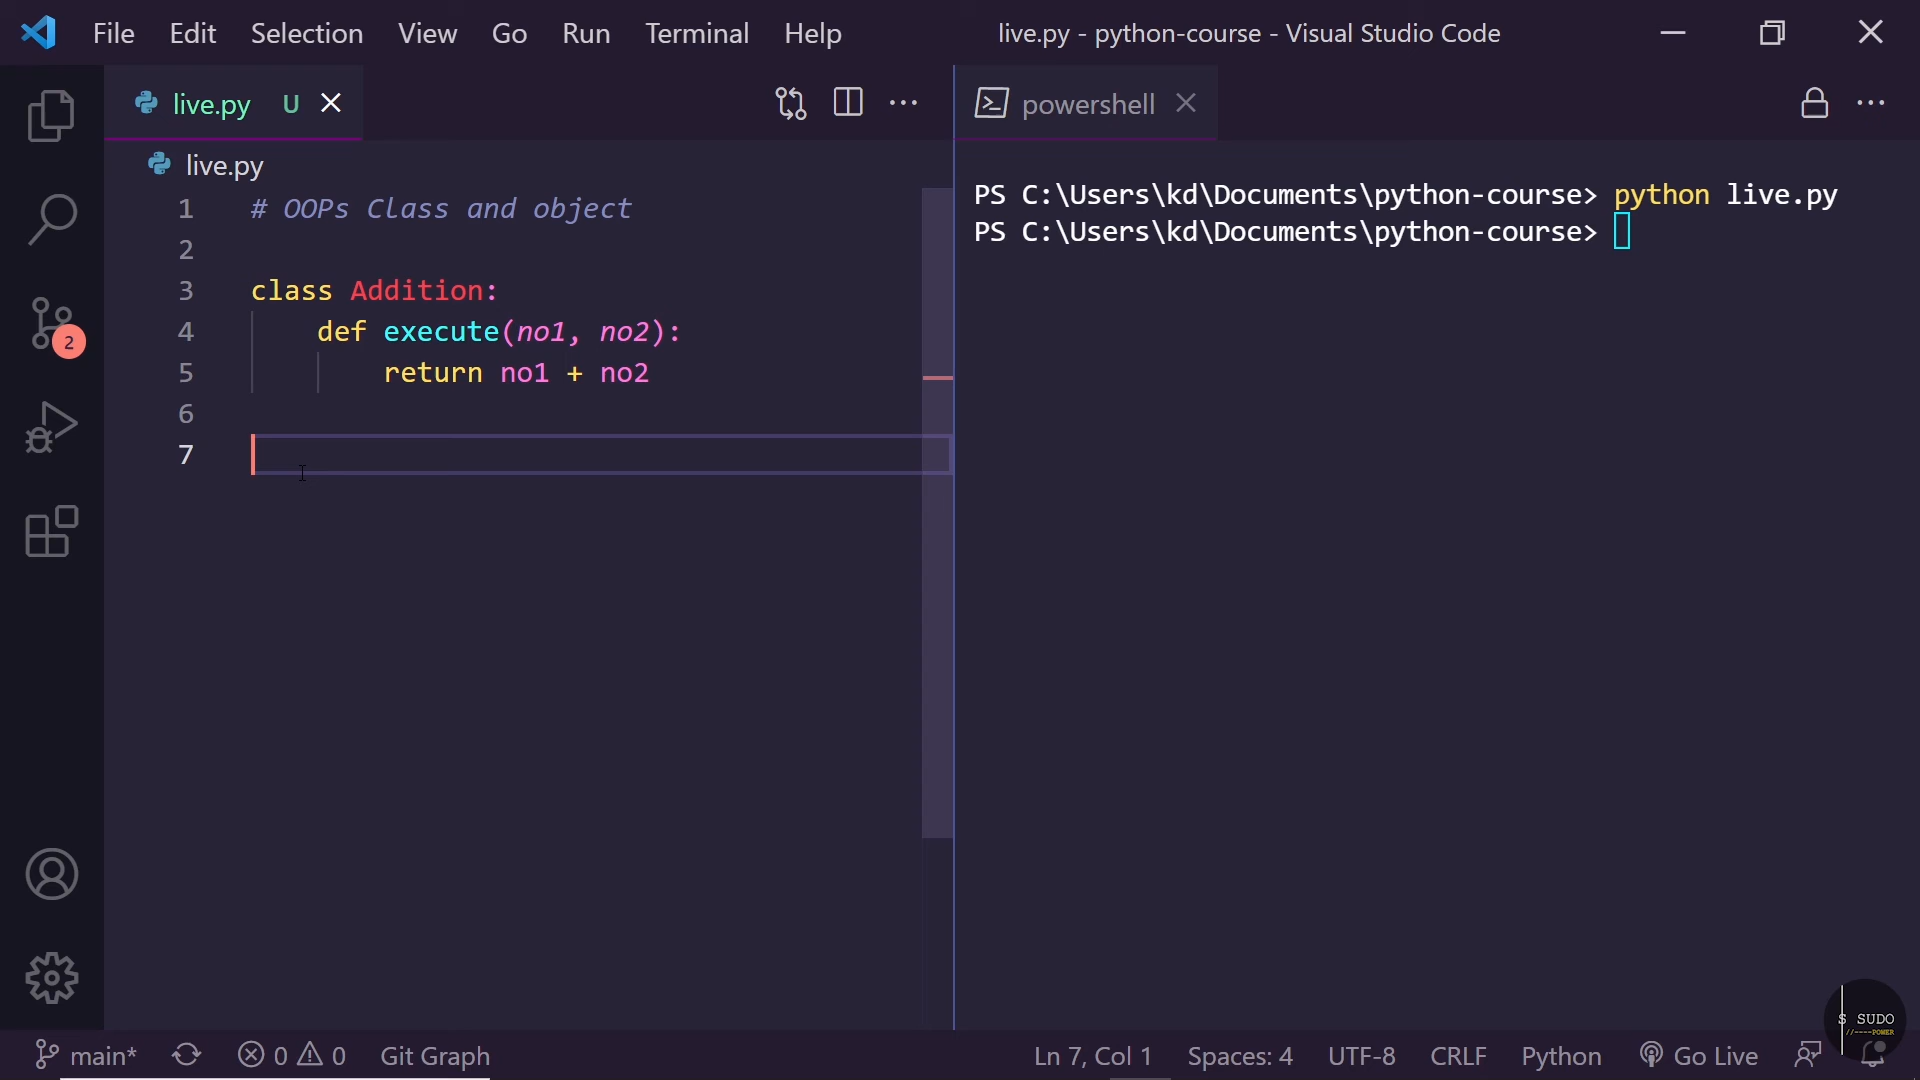 File Edit Selection View Go Run Terminal Help live.py - python-course - Visual Studio Code
live.py U
powershell
live.py
1 # OOPs Class and object
2
3 class Addition:
4     def execute(no1, no2):
5         return no1 + no2
6
7
PS C:\Users\kd\Documents\python-course> python live.py
PS C:\Users\kd\Documents\python-course>
2
S SUDO
//----POWER
main* 0 0 Git Graph Ln 7, Col 1 Spaces: 4 UTF-8 CRLF Python Go Live